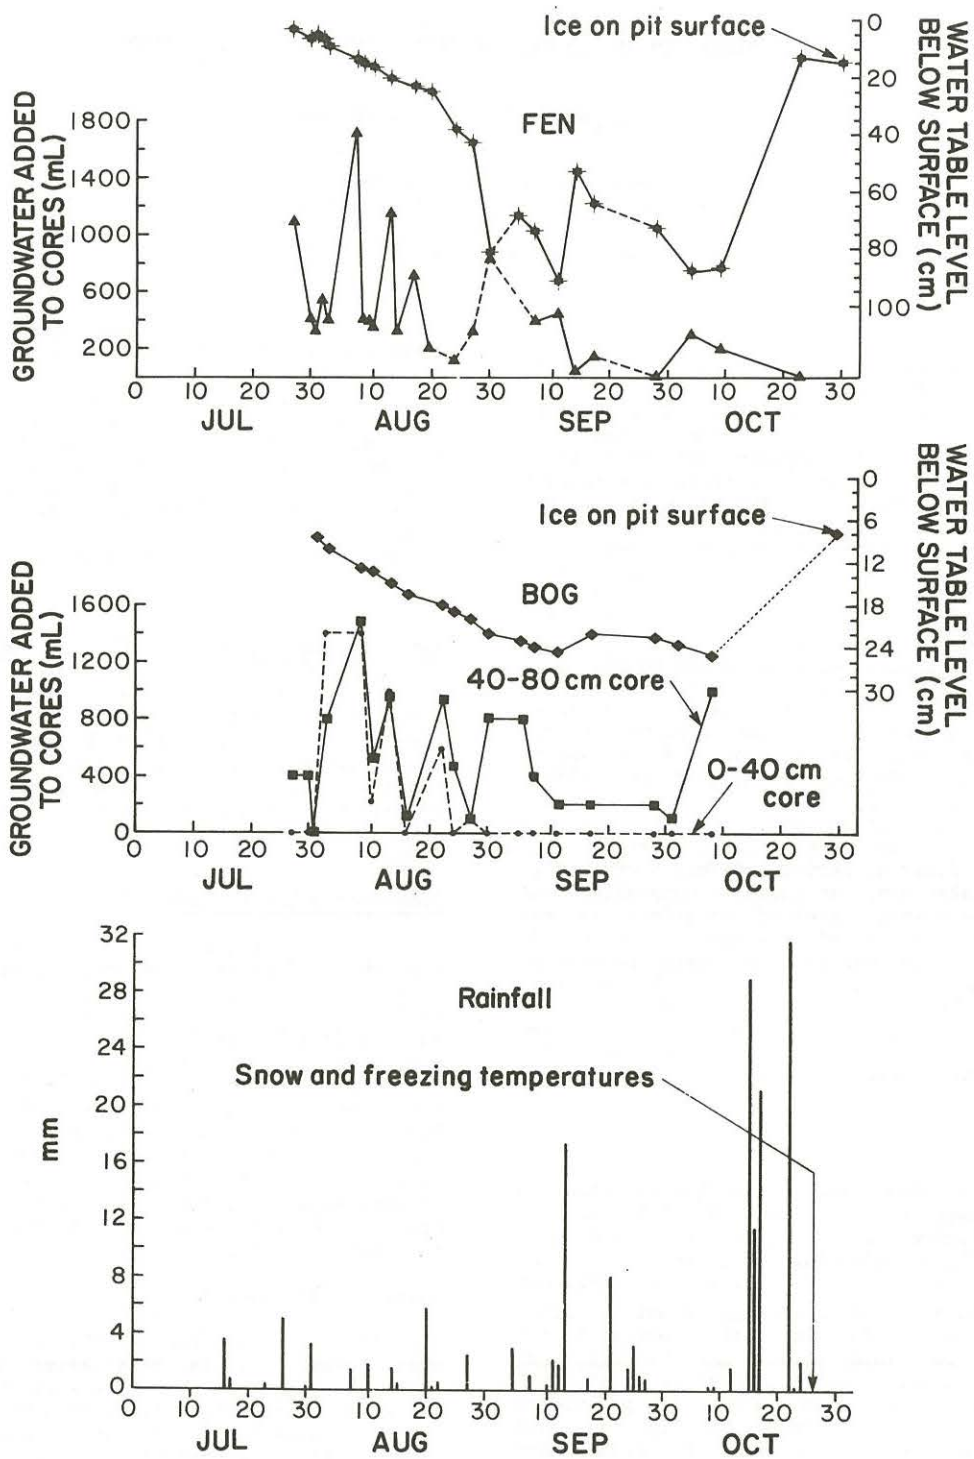 Ice on pit surface
FEN
GROUNDWATER ADDED
TO CORES (mL)
1800
1400
1000
600
200
WATER TABLE LEVEL
BELOW SURFACE (cm)
0
20
40
60
80
100
0 10 20 30 10 20 30 10 20 30 10 20 30
JUL AUG SEP OCT
Ice on pit surface
BOG
GROUNDWATER ADDED
TO CORES (mL)
1600
1200
800
400
0
WATER TABLE LEVEL
BELOW SURFACE (cm)
0
6
12
18
24
30
40-80 cm core
0-40 cm
core
0 10 20 30 10 20 30 10 20 30 10 20 30
JUL AUG SEP OCT
Rainfall
Snow and freezing temperatures
mm
32
28
24
20
16
12
8
4
0
0 10 20 30 10 20 30 10 20 30 10 20 30
JUL AUG SEP OCT